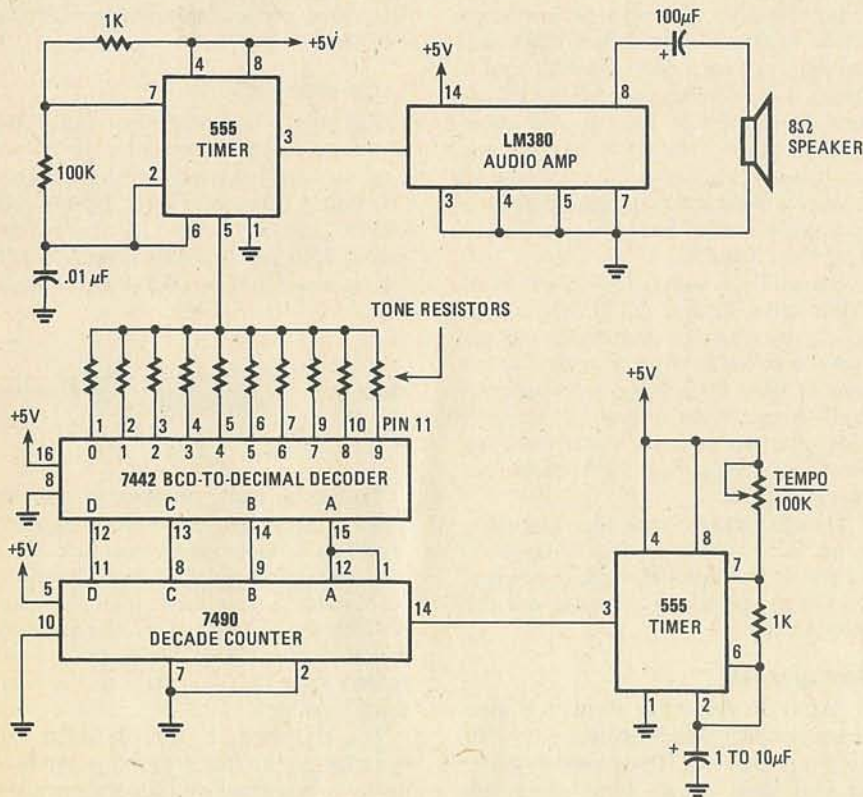 1K
+5V
4
8
7
555
TIMER
3
2
6
5
1
100K
.01 µF
100µF
+
+5V
14
8
LM380
AUDIO AMP
3
4
5
7
8Ω
SPEAKER
TONE RESISTORS
+5V
16
8
1
2
3
4
5
6
7
9
10
PIN 11
0
1
2
3
4
5
6
7
8
9
7442 BCD-TO-DECIMAL DECODER
D
C
B
A
12
13
14
15
+5V
5
10
11
8
9
12
1
D
C
B
A
7490
DECADE COUNTER
14
7
2
+5V
TEMPO
100K
4
8
7
3
555
TIMER
1K
6
1
2
+
1 TO 10µF